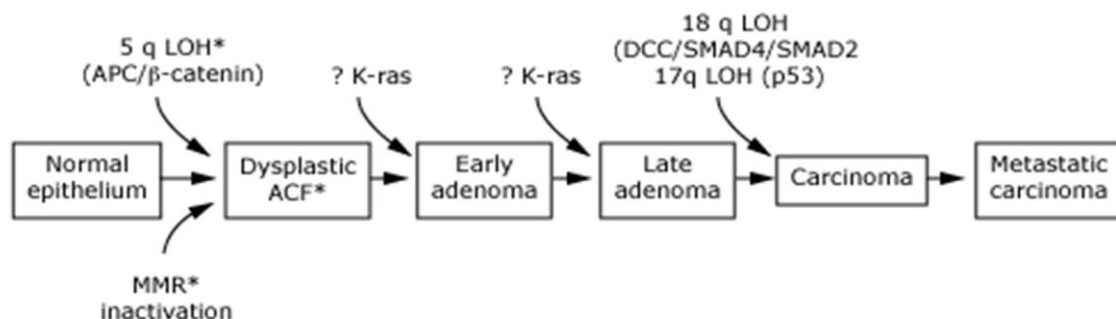 18 q LOH
5 q LOH*
(DCC/SMAD4/SMAD2
(APC/β-catenin)
? K-ras
? K-ras
17q LOH (p53)
Normal
epithelium
Dysplastic
ACF*
Early
adenoma
Late
adenoma
Carcinoma
Metastatic
carcinoma
MMR*
inactivation